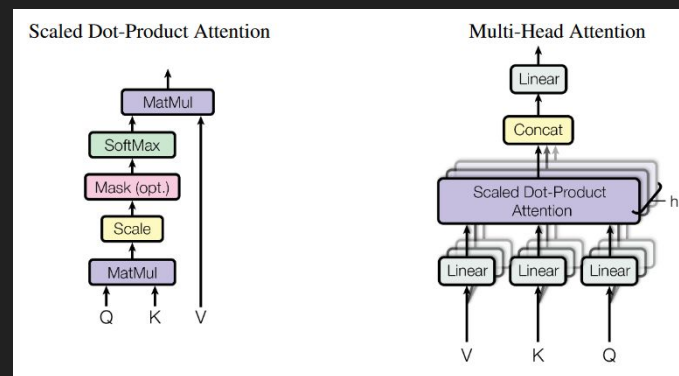 Scaled Dot-Product Attention
MatMul
SoftMax
Mask (opt.)
Scale
MatMul
Q K V
Multi-Head Attention
Linear
Concat
Scaled Dot-Product
Attention
h
Linear Linear Linear
V K Q